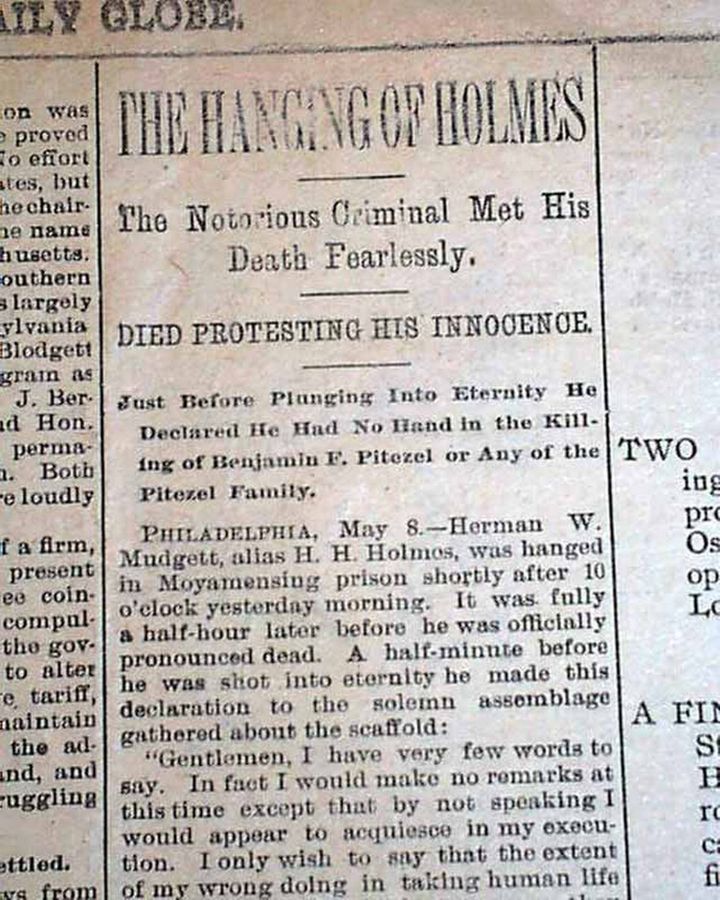 AILY GLOBE.
on was
e proved
No effort
ates, but
he chair-
he name
husetts.
outhern
s largely
ylvania
Blodgett
gram as
J. Ber-
nd Hon.
perma-
n. Both
re loudly
f a firm,
present
ee coin-
compul-
the gov-
to alter
e tariff,
maintain
the ad-
and, and
ruggling
ettled.
ws from
THE HANGING OF HOLMES
The Notorious Criminal Met His
Death Fearlessly.
DIED PROTESTING HIS INNOCENCE.
Just Before Plunging Into Eternity He
Declared He Had No Hand in the Kill-
ing of Benjamin F. Pitezel or Any of the
Pitezel Family.
PHILADELPHIA, May 8.—Herman W.
Mudgett, alias H. H. Holmes, was hanged
in Moyamensing prison shortly after 10
o'clock yesterday morning. It was fully
a half-hour later before he was officially
pronounced dead. A half-minute before
he was shot into eternity he made this
declaration to the solemn assemblage
gathered about the scaffold:
"Gentlemen, I have very few words to
say. In fact I would make no remarks at
this time except that by not speaking I
would appear to acquiesce in my execu-
tion. I only wish to say that the extent
of my wrong doing in taking human life
TWO
ing
pro
Os
op
Lo
A FIN
St
H
ro
ca
fi